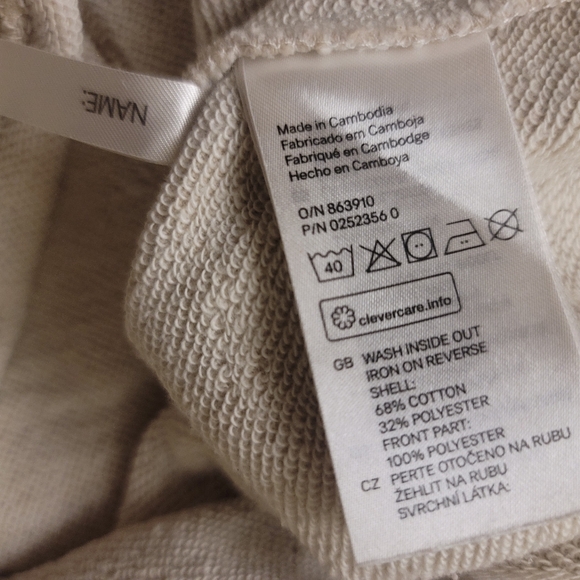 NAME:
Made in Cambodia
Fabricado em Camboja
Fabriqué en Cambodge
Hecho en Camboya
O/N 863910
P/N 0252356 0
40
clevercare.info
GB WASH INSIDE OUT
IRON ON REVERSE
SHELL:
68% COTTON
32% POLYESTER
FRONT PART:
100% POLYESTER
CZ PERTE OTOČENO NA RUBU
ŽEHLIT NA RUBU
SVRCHNÍ LÁTKA: